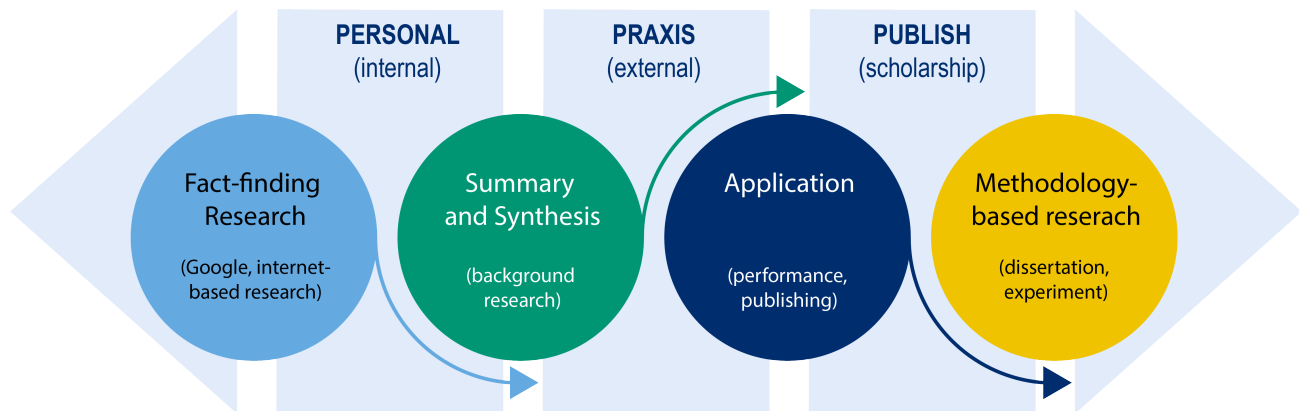 PERSONAL
(internal)
PRAXIS
(external)
PUBLISH
(scholarship)
Fact-finding
Research
(Google, internet-
based research)
Summary
and Synthesis
(background
research)
Application
(performance,
publishing)
Methodology-
based reserach
(dissertation,
experiment)